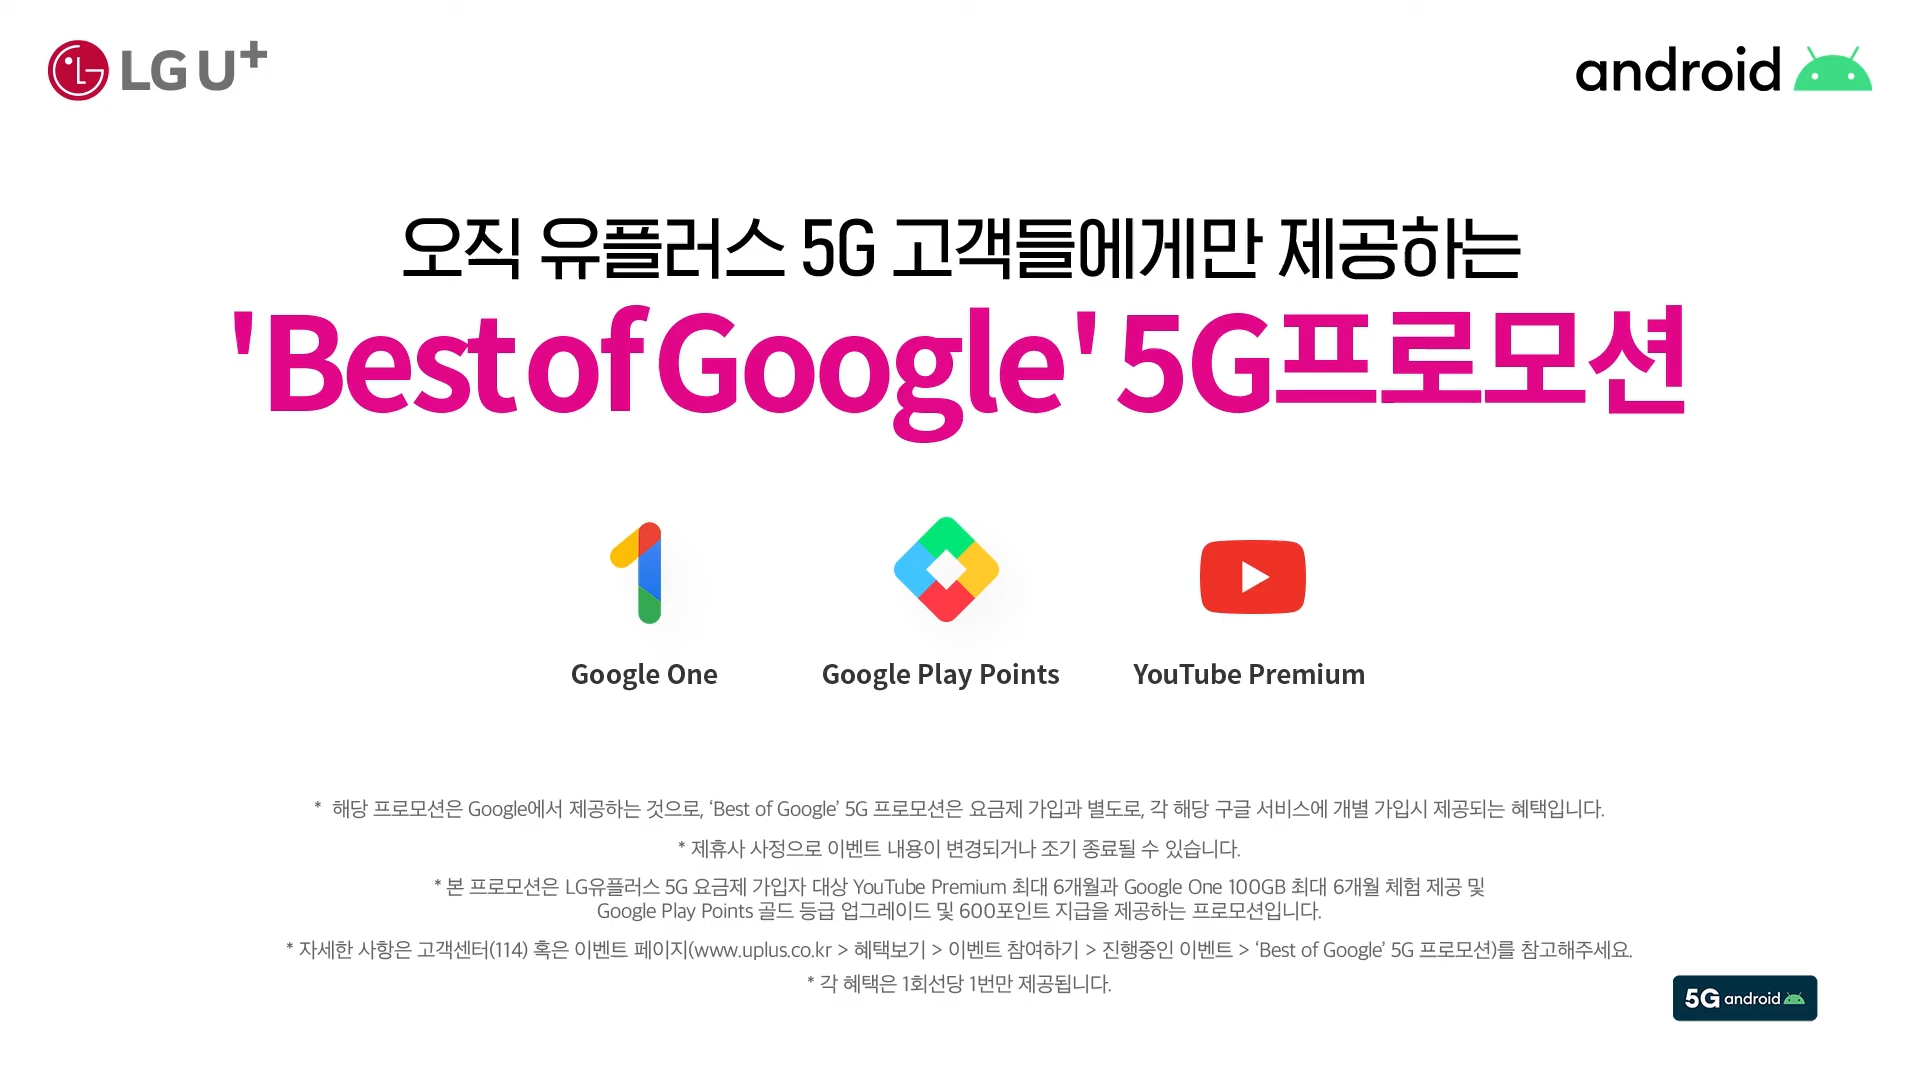 LG U+
android
오직 유플러스 5G 고객들에게만 제공하는
'Best of Google' 5G프로모션
Google One
Google Play Points
YouTube Premium
* 해당 프로모션은 Google에서 제공하는 것으로, ‘Best of Google’ 5G 프로모션은 요금제 가입과 별도로, 각 해당 구글 서비스에 개별 가입시 제공되는 혜택입니다.
* 제휴사 사정으로 이벤트 내용이 변경되거나 조기 종료될 수 있습니다.
* 본 프로모션은 LG유플러스 5G 요금제 가입자 대상 YouTube Premium 최대 6개월과 Google One 100GB 최대 6개월 체험 제공 및
Google Play Points 골드 등급 업그레이드 및 600포인트 지급을 제공하는 프로모션입니다.
* 자세한 사항은 고객센터(114) 혹은 이벤트 페이지(www.uplus.co.kr > 혜택보기 > 이벤트 참여하기 > 진행중인 이벤트 > ‘Best of Google’ 5G 프로모션)를 참고해주세요.
* 각 혜택은 1회선당 1번만 제공됩니다.
5G android